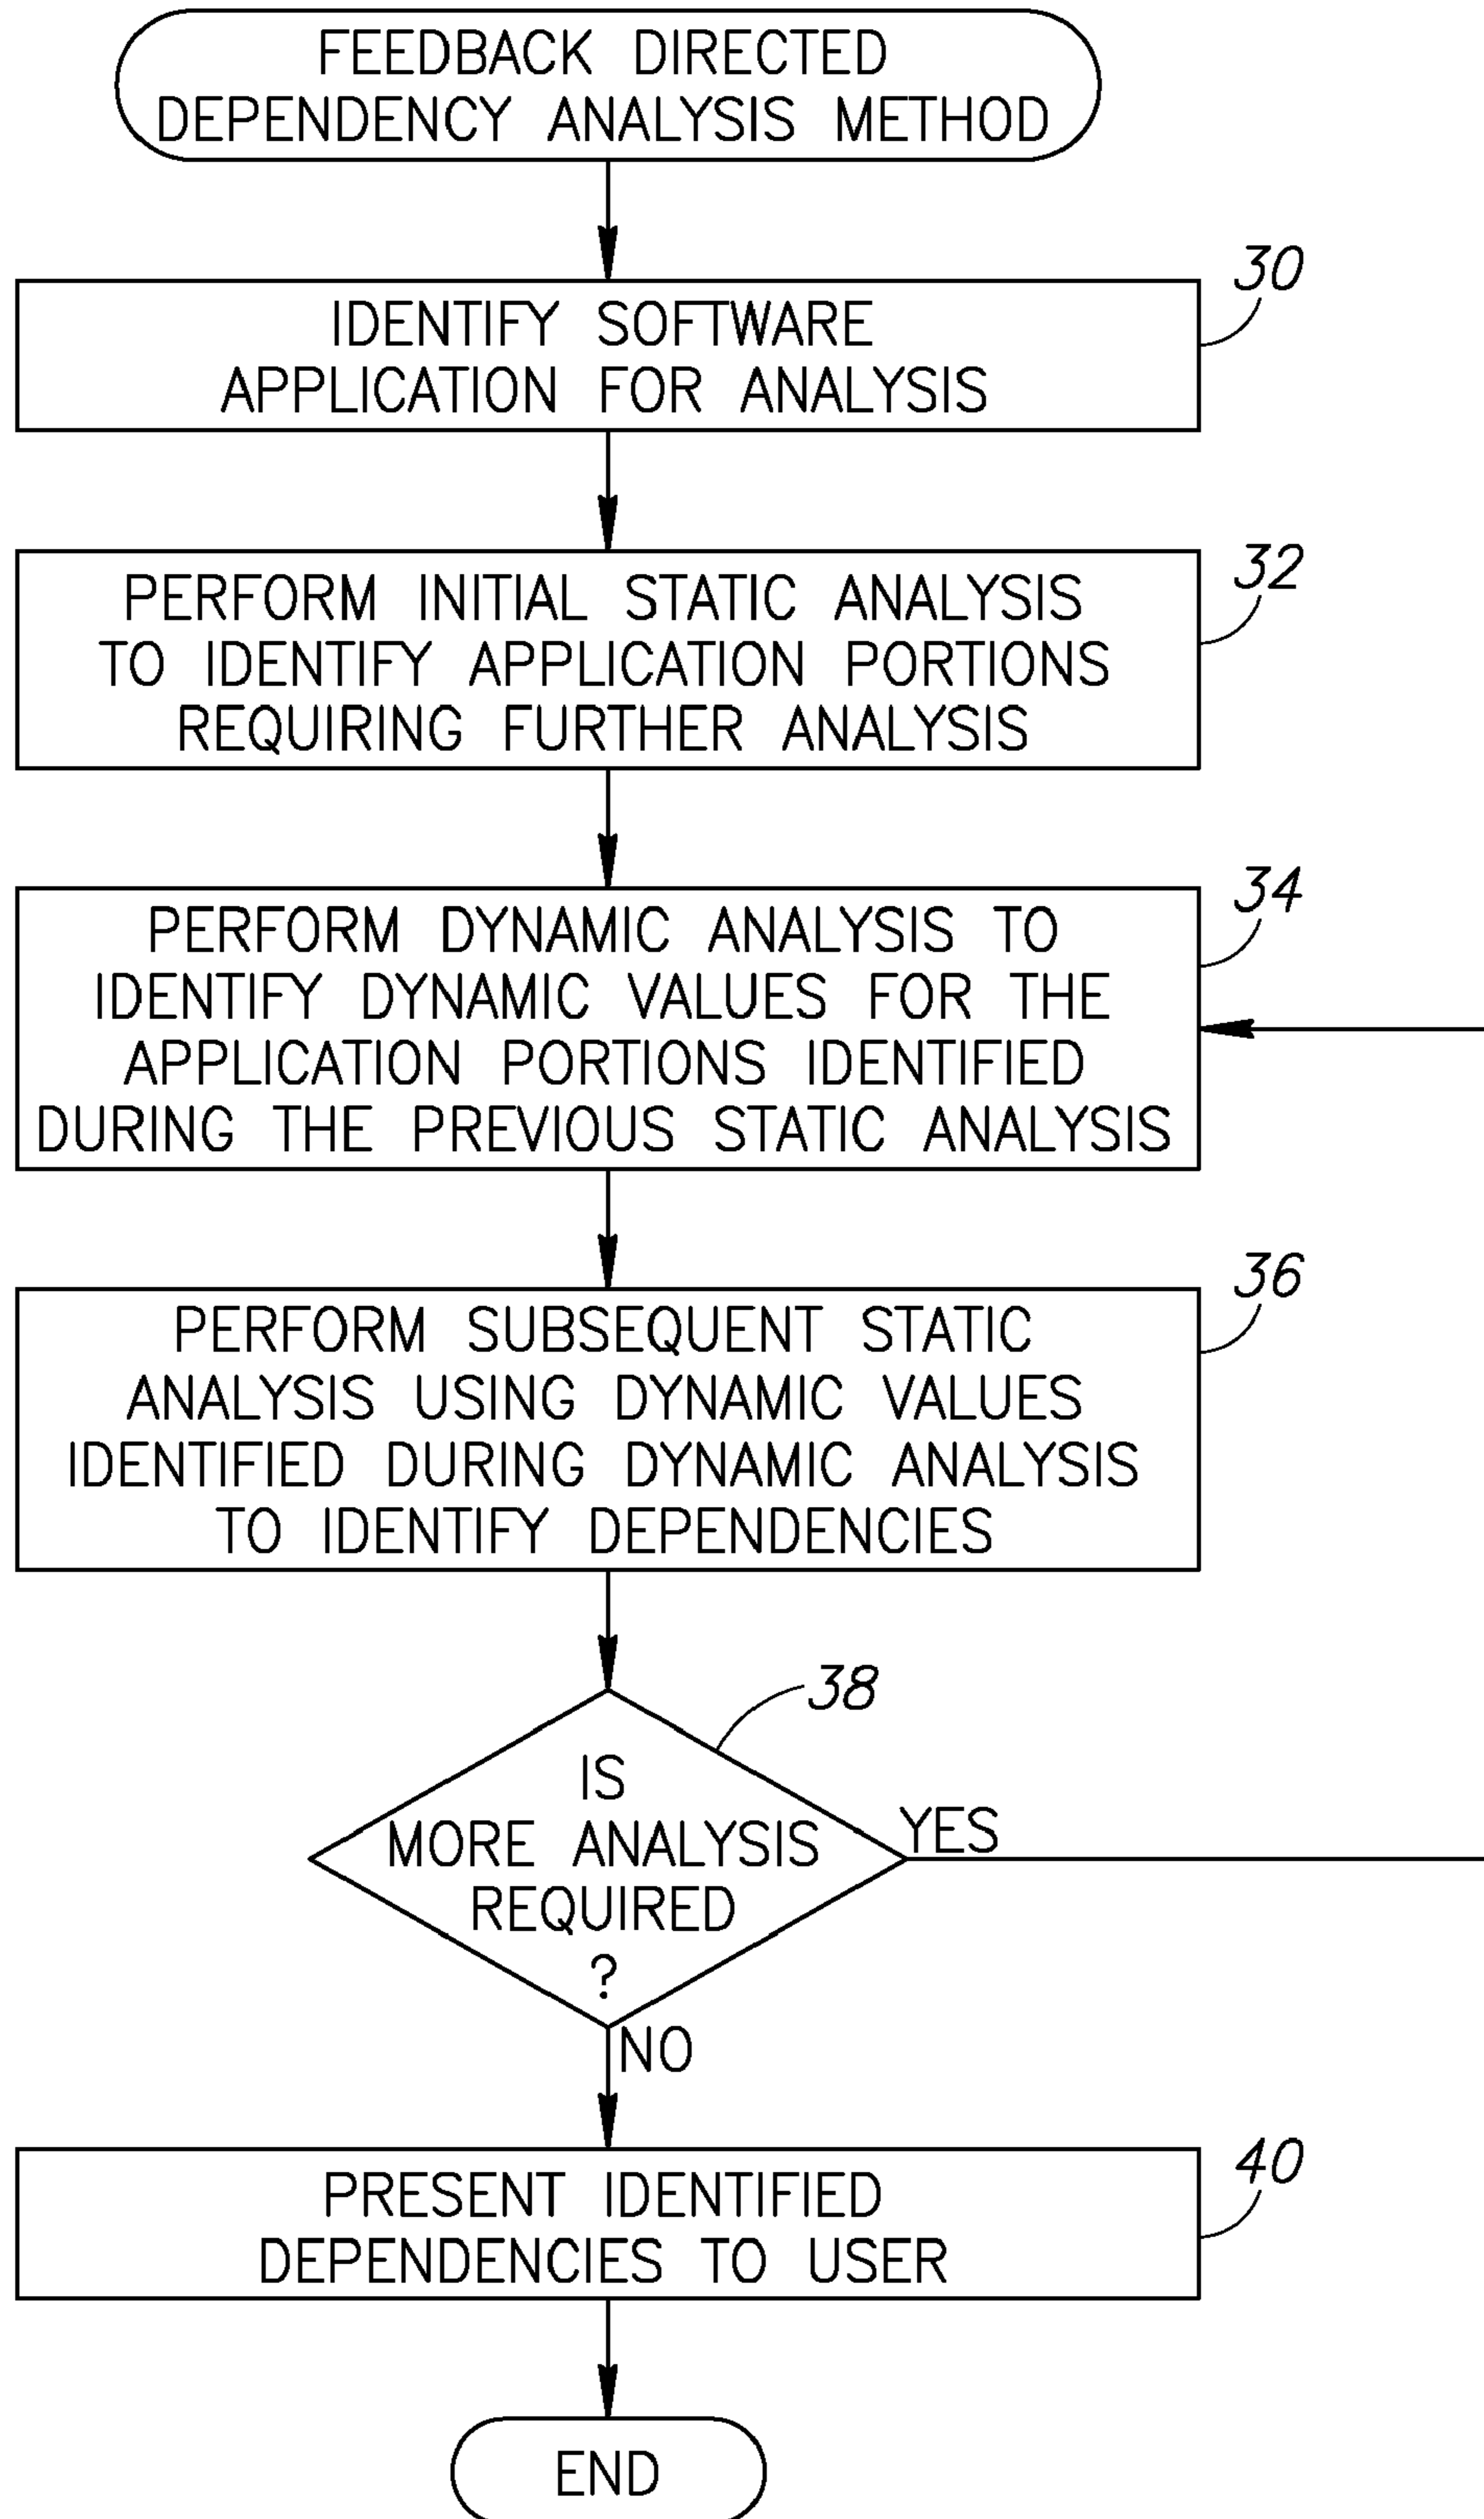 FEEDBACK DIRECTED
DEPENDENCY ANALYSIS METHOD
30
IDENTIFY SOFTWARE
APPLICATION FOR ANALYSIS
32
PERFORM INITIAL STATIC ANALYSIS
TO IDENTIFY APPLICATION PORTIONS
REQUIRING FURTHER ANALYSIS
34
PERFORM DYNAMIC ANALYSIS TO
IDENTIFY DYNAMIC VALUES FOR THE
APPLICATION PORTIONS IDENTIFIED
DURING THE PREVIOUS STATIC ANALYSIS
36
PERFORM SUBSEQUENT STATIC
ANALYSIS USING DYNAMIC VALUES
IDENTIFIED DURING DYNAMIC ANALYSIS
TO IDENTIFY DEPENDENCIES
38
IS
MORE ANALYSIS
REQUIRED
?
YES
NO
40
PRESENT IDENTIFIED
DEPENDENCIES TO USER
END